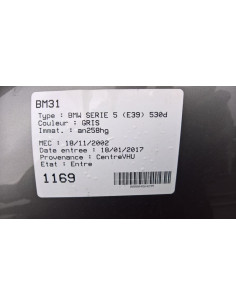 BM31
Type : BMW SERIE 5 (E39) 530d
Couleur : GRIS
Immat. : an258hg
MEC : 18/11/2002
Date entree : 18/01/2017
Provenance : CentreVHU
Etat : Entre
1169